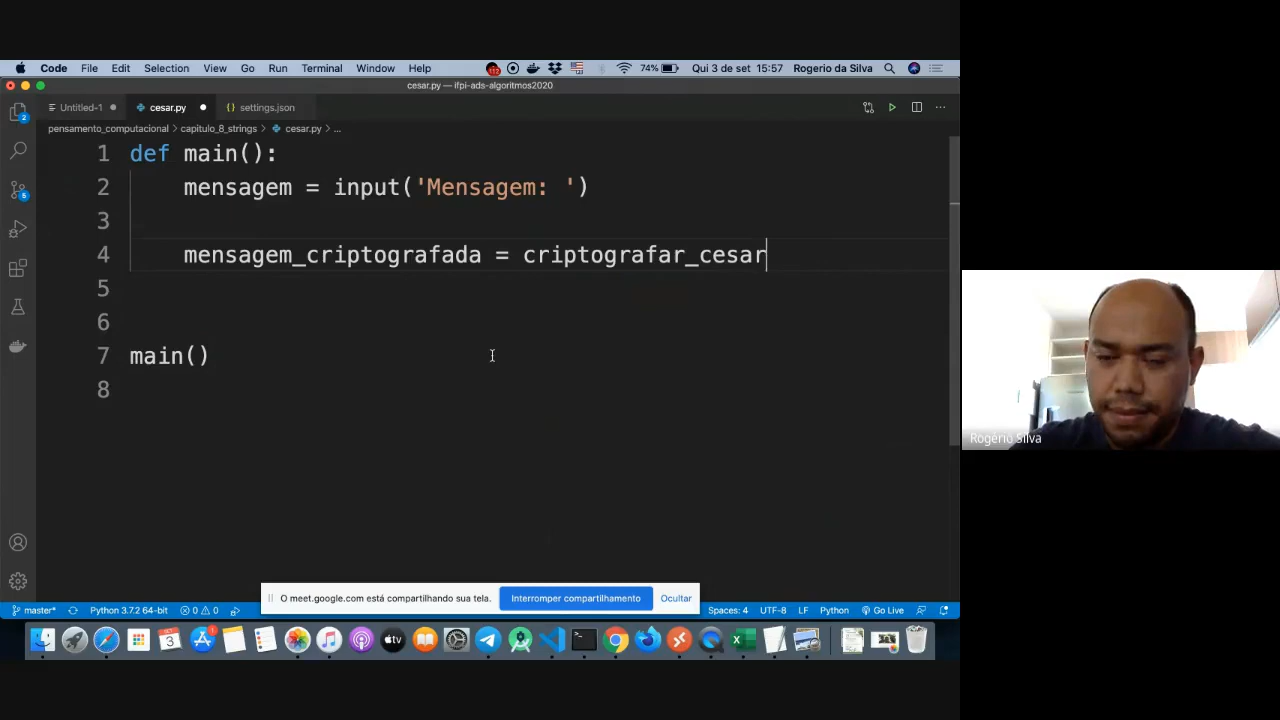 Code File Edit Selection View Go Run Terminal Window Help 74% Qui 3 de set 15:57 Rogerio da Silva
cesar.py — ifpi-ads-algoritmos2020
Untitled-1 cesar.py {} settings.json
pensamento_computacional > capitulo_8_strings > cesar.py > ...
1 def main():
2 mensagem = input('Mensagem: ')
3
4 mensagem_criptografada = criptografar_cesar
5
6
7 main()
8
Rogério Silva
O meet.google.com está compartilhando sua tela. Interromper compartilhamento Ocultar
master* Python 3.7.2 64-bit 0 0 Spaces: 4 UTF-8 LF Python Go Live